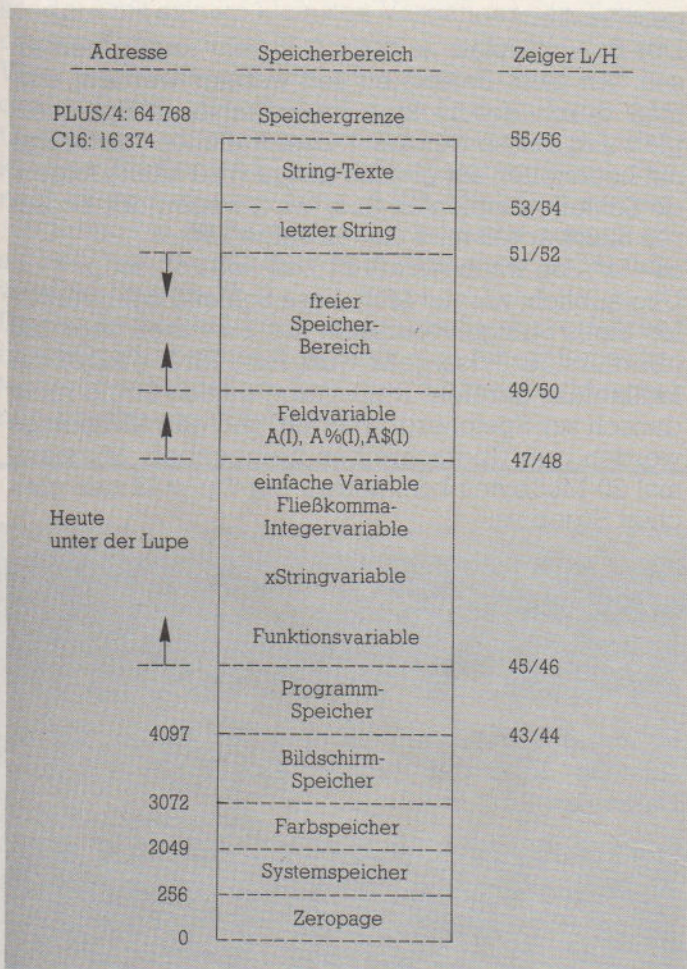 Adresse Speicherbereich Zeiger L/H
PLUS/4: 64 768 Speichergrenze
C16: 16 374 55/56
String-Texte
53/54
letzter String
51/52
freier
Speicher-
Bereich
49/50
Feldvariable
A(I), A%(I),A$(I)
47/48
einfache Variable
Fließkomma-
Integervariable
Heute
unter der Lupe
xStringvariable
Funktionsvariable
45/46
Programm-
Speicher
4097 43/44
Bildschirm-
Speicher
3072
Farbspeicher
2049
Systemspeicher
256
Zeropage
0